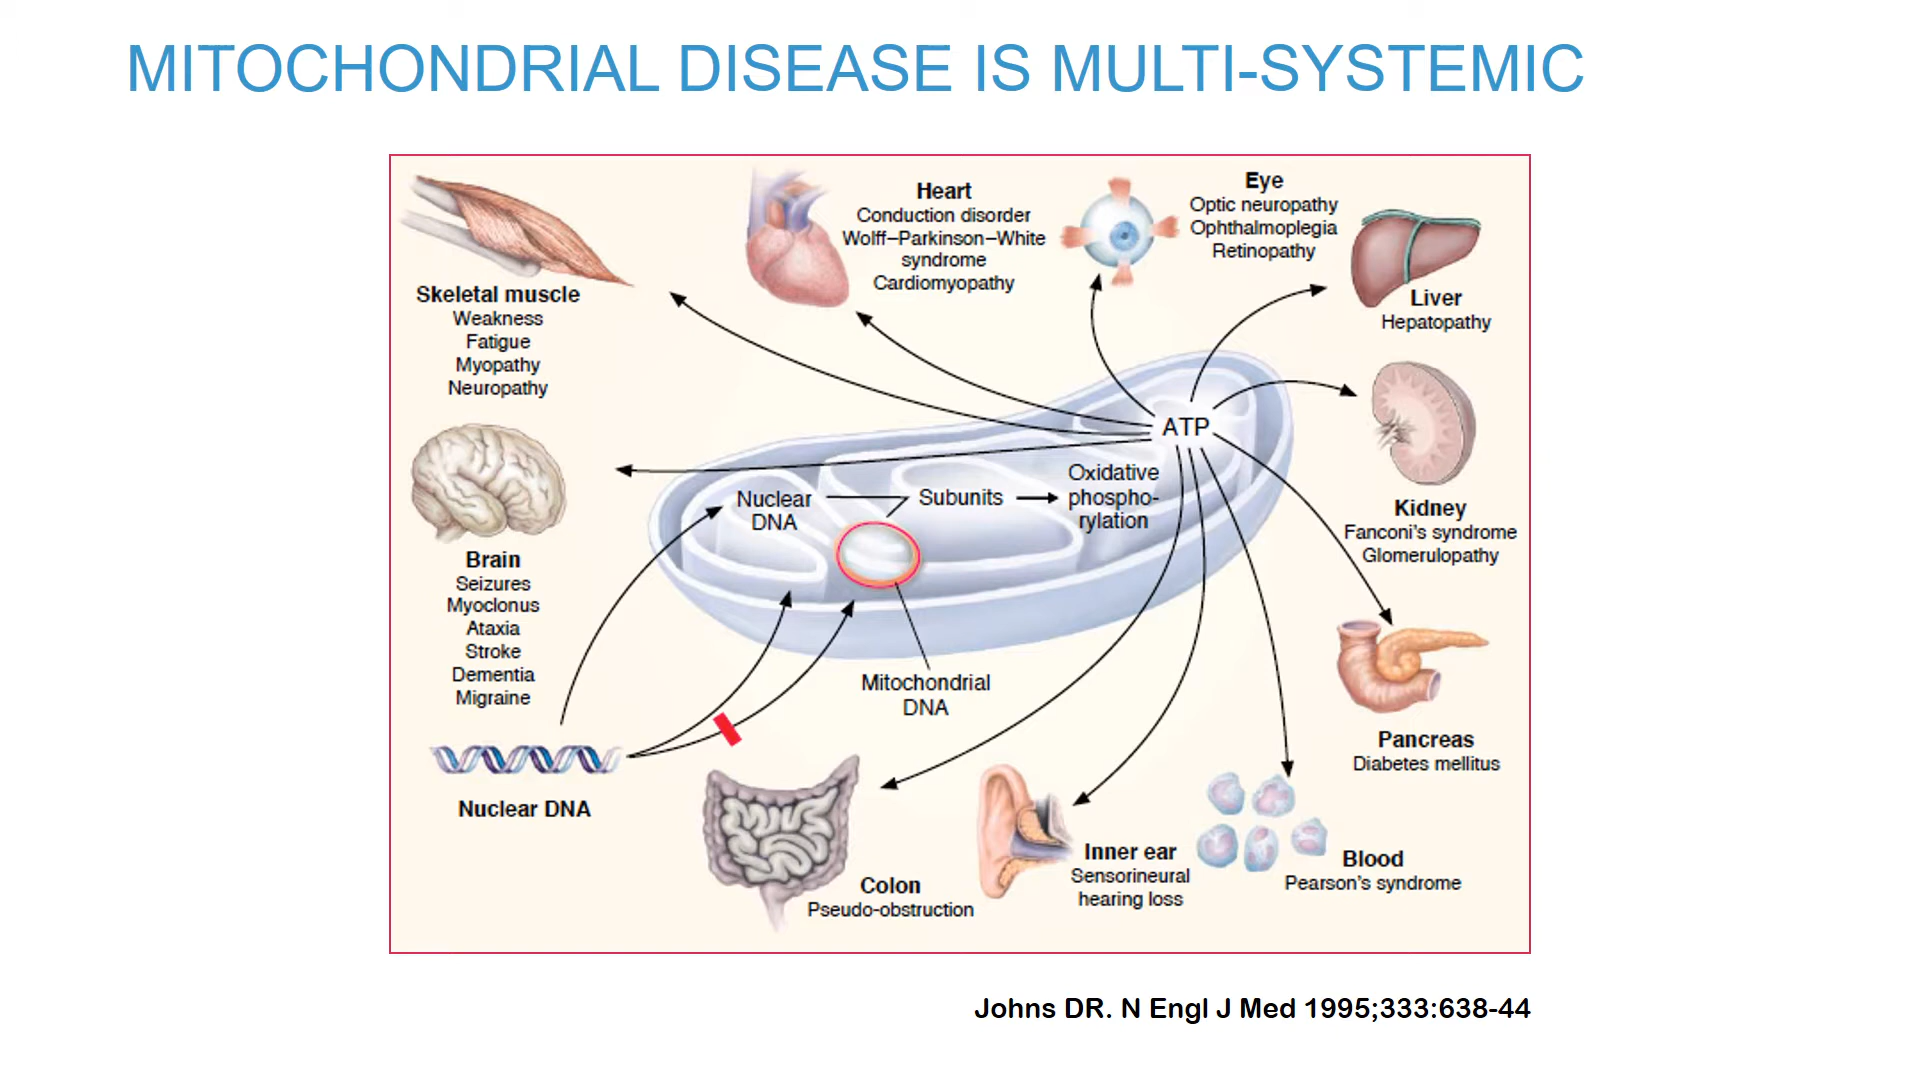 MITOCHONDRIAL DISEASE IS MULTI-SYSTEMIC
Skeletal muscle
Weakness
Fatigue
Myopathy
Neuropathy
Heart
Conduction disorder
Wolff–Parkinson–White
syndrome
Cardiomyopathy
Eye
Optic neuropathy
Ophthalmoplegia
Retinopathy
Liver
Hepatopathy
ATP
Nuclear
DNA
Subunits
Oxidative
phospho-
rylation
Mitochondrial
DNA
Kidney
Fanconi's syndrome
Glomerulopathy
Brain
Seizures
Myoclonus
Ataxia
Stroke
Dementia
Migraine
Nuclear DNA
Pancreas
Diabetes mellitus
Colon
Pseudo-obstruction
Inner ear
Sensorineural
hearing loss
Blood
Pearson's syndrome
Johns DR. N Engl J Med 1995;333:638-44